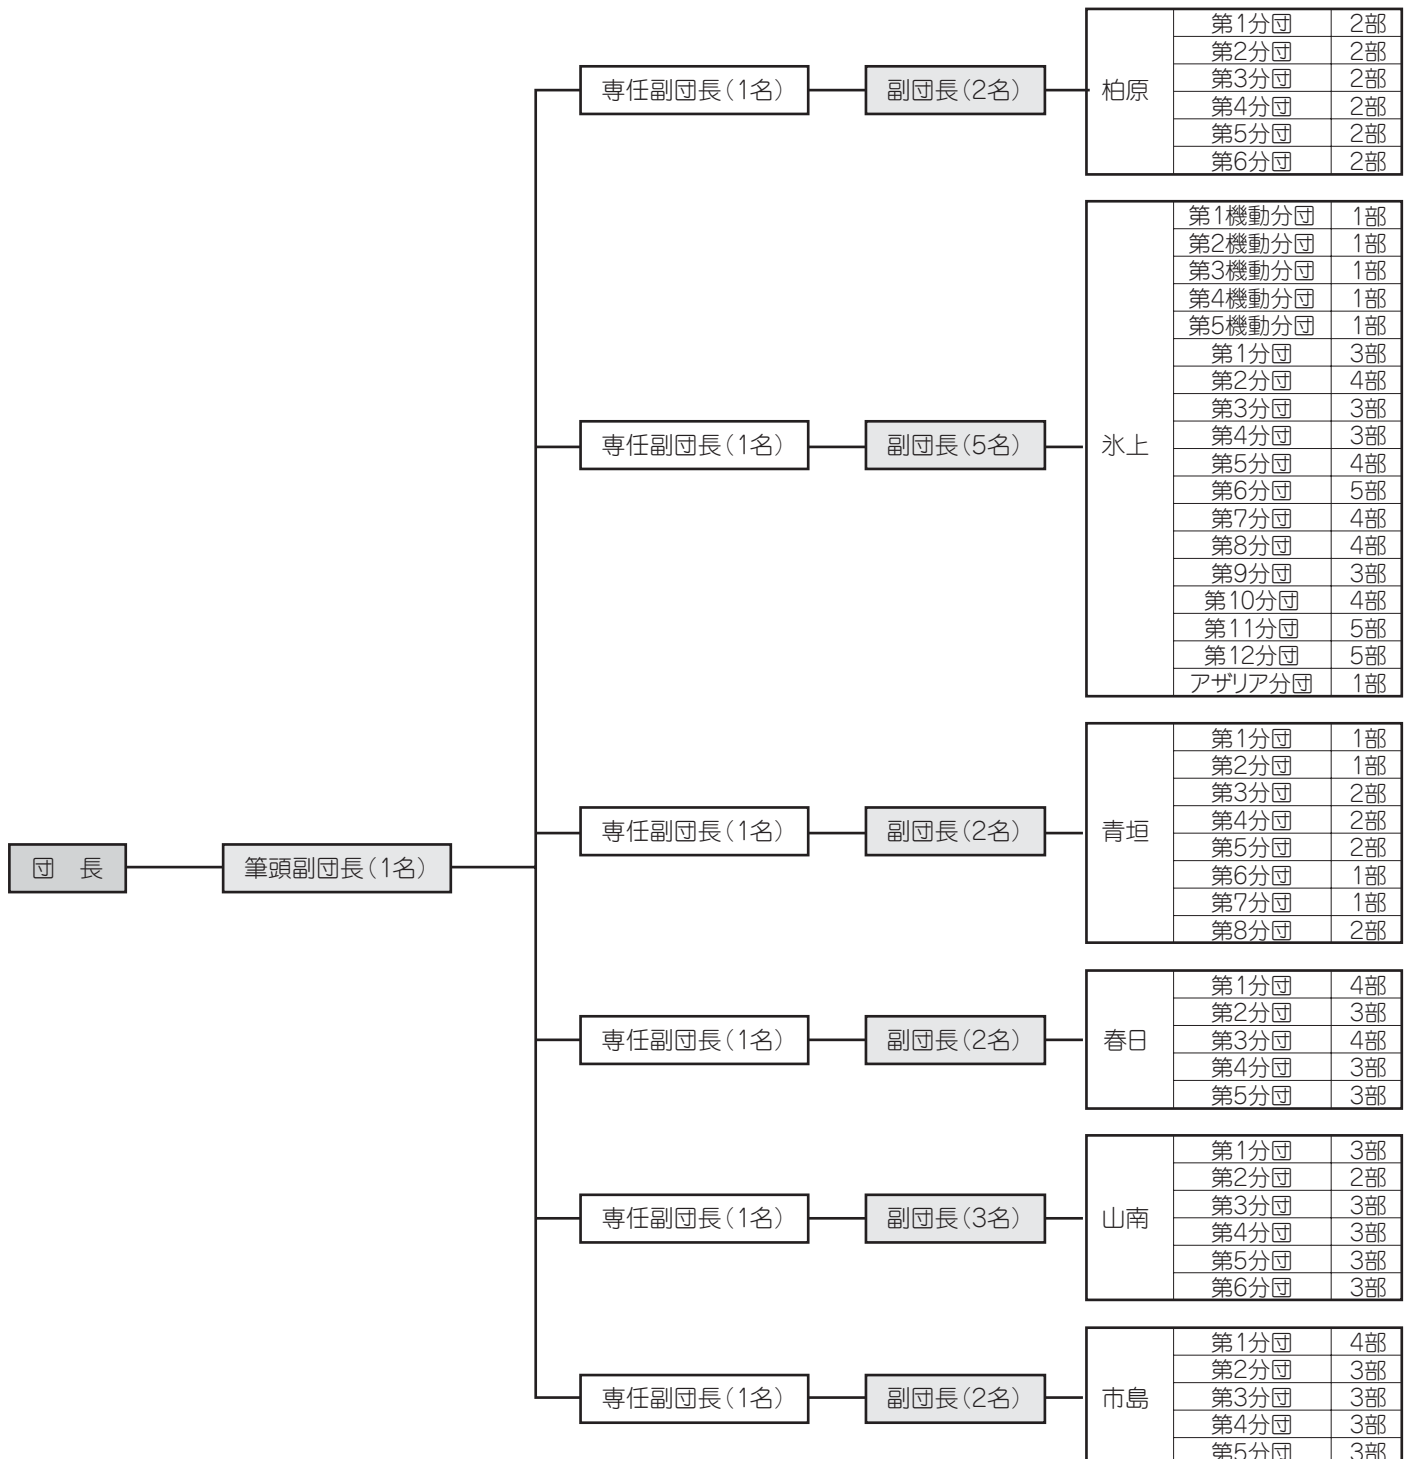 団　長
筆頭副団長（1名）
専任副団長（1名）
副団長（2名）
柏原
第1分団 2部
第2分団 2部
第3分団 2部
第4分団 2部
第5分団 2部
第6分団 2部
専任副団長（1名）
副団長（5名）
氷上
第1機動分団 1部
第2機動分団 1部
第3機動分団 1部
第4機動分団 1部
第5機動分団 1部
第1分団 3部
第2分団 4部
第3分団 3部
第4分団 3部
第5分団 4部
第6分団 5部
第7分団 4部
第8分団 4部
第9分団 3部
第10分団 4部
第11分団 5部
第12分団 5部
アザリア分団 1部
専任副団長（1名）
副団長（2名）
青垣
第1分団 1部
第2分団 1部
第3分団 2部
第4分団 2部
第5分団 2部
第6分団 1部
第7分団 1部
第8分団 2部
専任副団長（1名）
副団長（2名）
春日
第1分団 4部
第2分団 3部
第3分団 4部
第4分団 3部
第5分団 3部
専任副団長（1名）
副団長（3名）
山南
第1分団 3部
第2分団 2部
第3分団 3部
第4分団 3部
第5分団 3部
第6分団 3部
専任副団長（1名）
副団長（2名）
市島
第1分団 4部
第2分団 3部
第3分団 3部
第4分団 3部
第5分団 3部